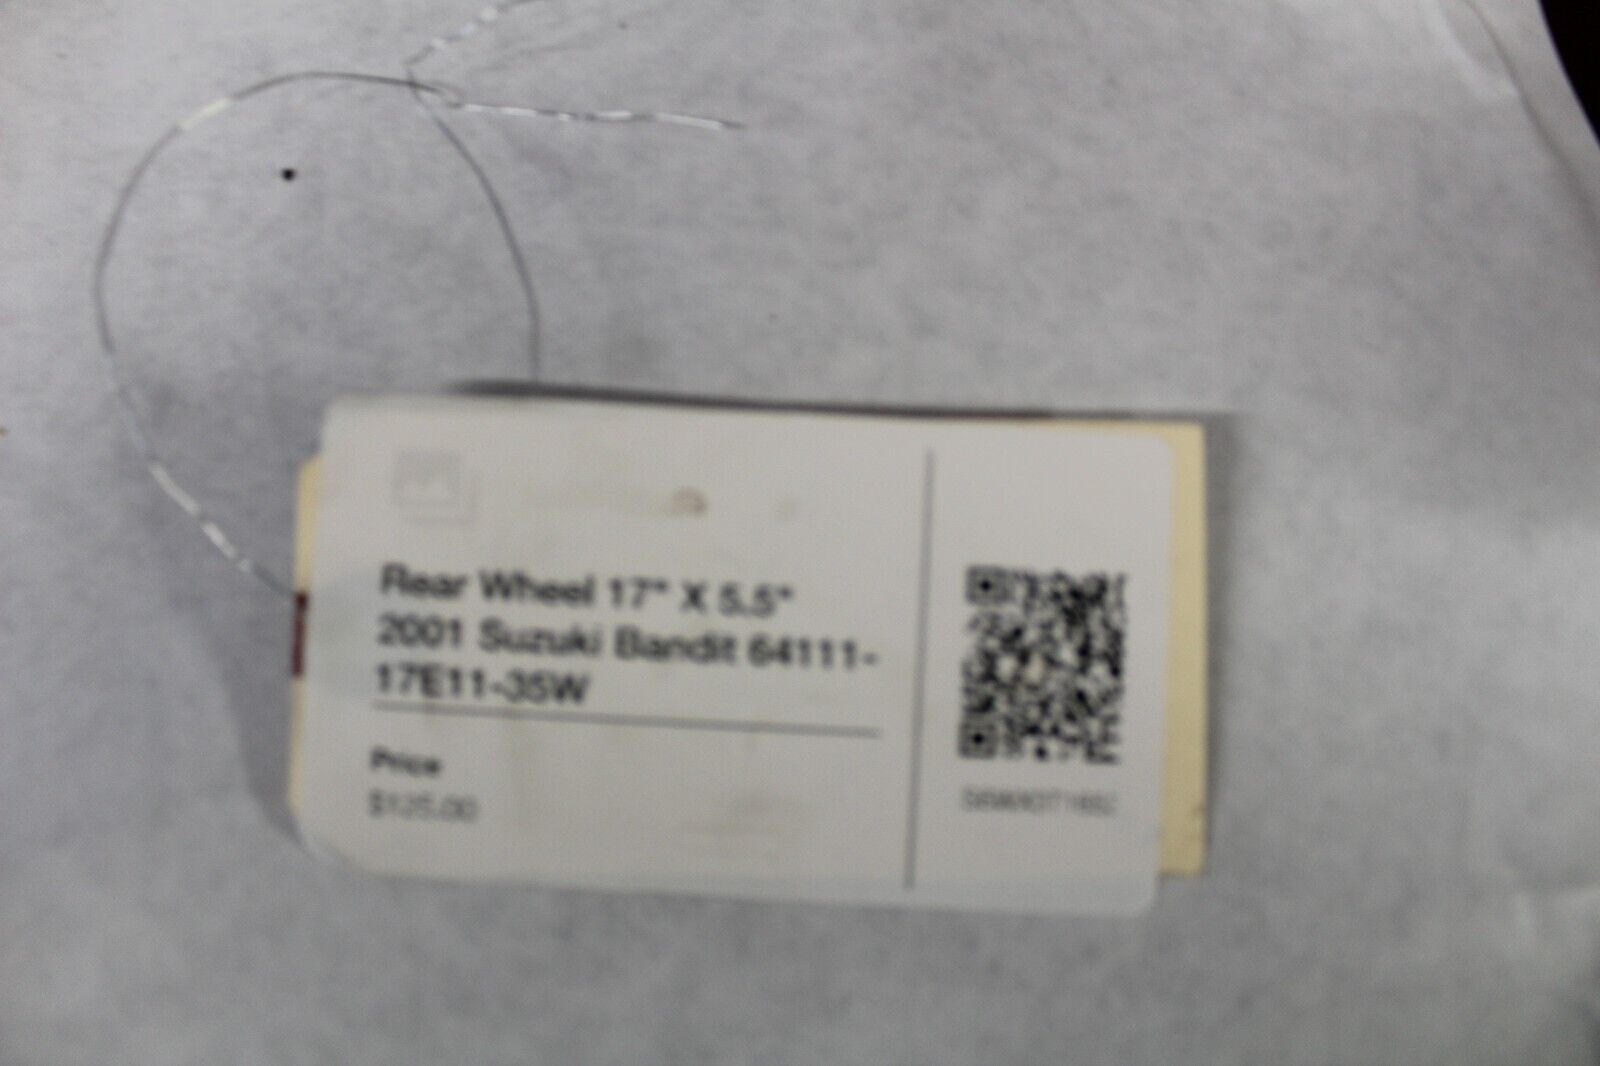 Rear Wheel 17" X 5.5"
2001 Suzuki Bandit 64111-
17E11-35W
Price
$125.00